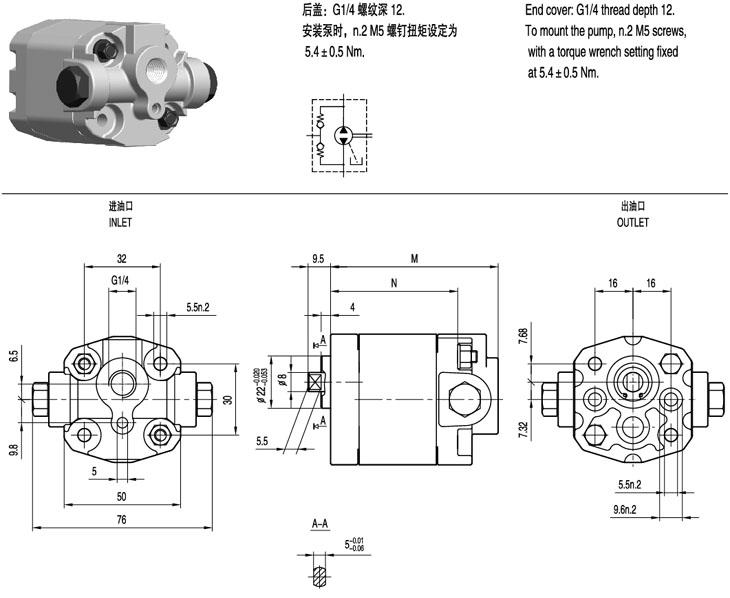 后盖：G1/4 螺纹深 12.
安装泵时，n.2 M5 螺钉扭矩设定为
5.4 ± 0.5 Nm.
End cover: G1/4 thread depth 12.
To mount the pump, n.2 M5 screws,
with a torque wrench setting fixed
at 5.4 ± 0.5 Nm.
进油口
INLET
出油口
OUTLET
32
G1/4
5.5n.2
6.5
9.8
30
5
50
76
9.5
M
N
4
A
ø 22-0.020 -0.053
ø 8
A
5.5
A-A
5-0.01 -0.06
16
16
7.68
7.32
5.5n.2
9.6n.2